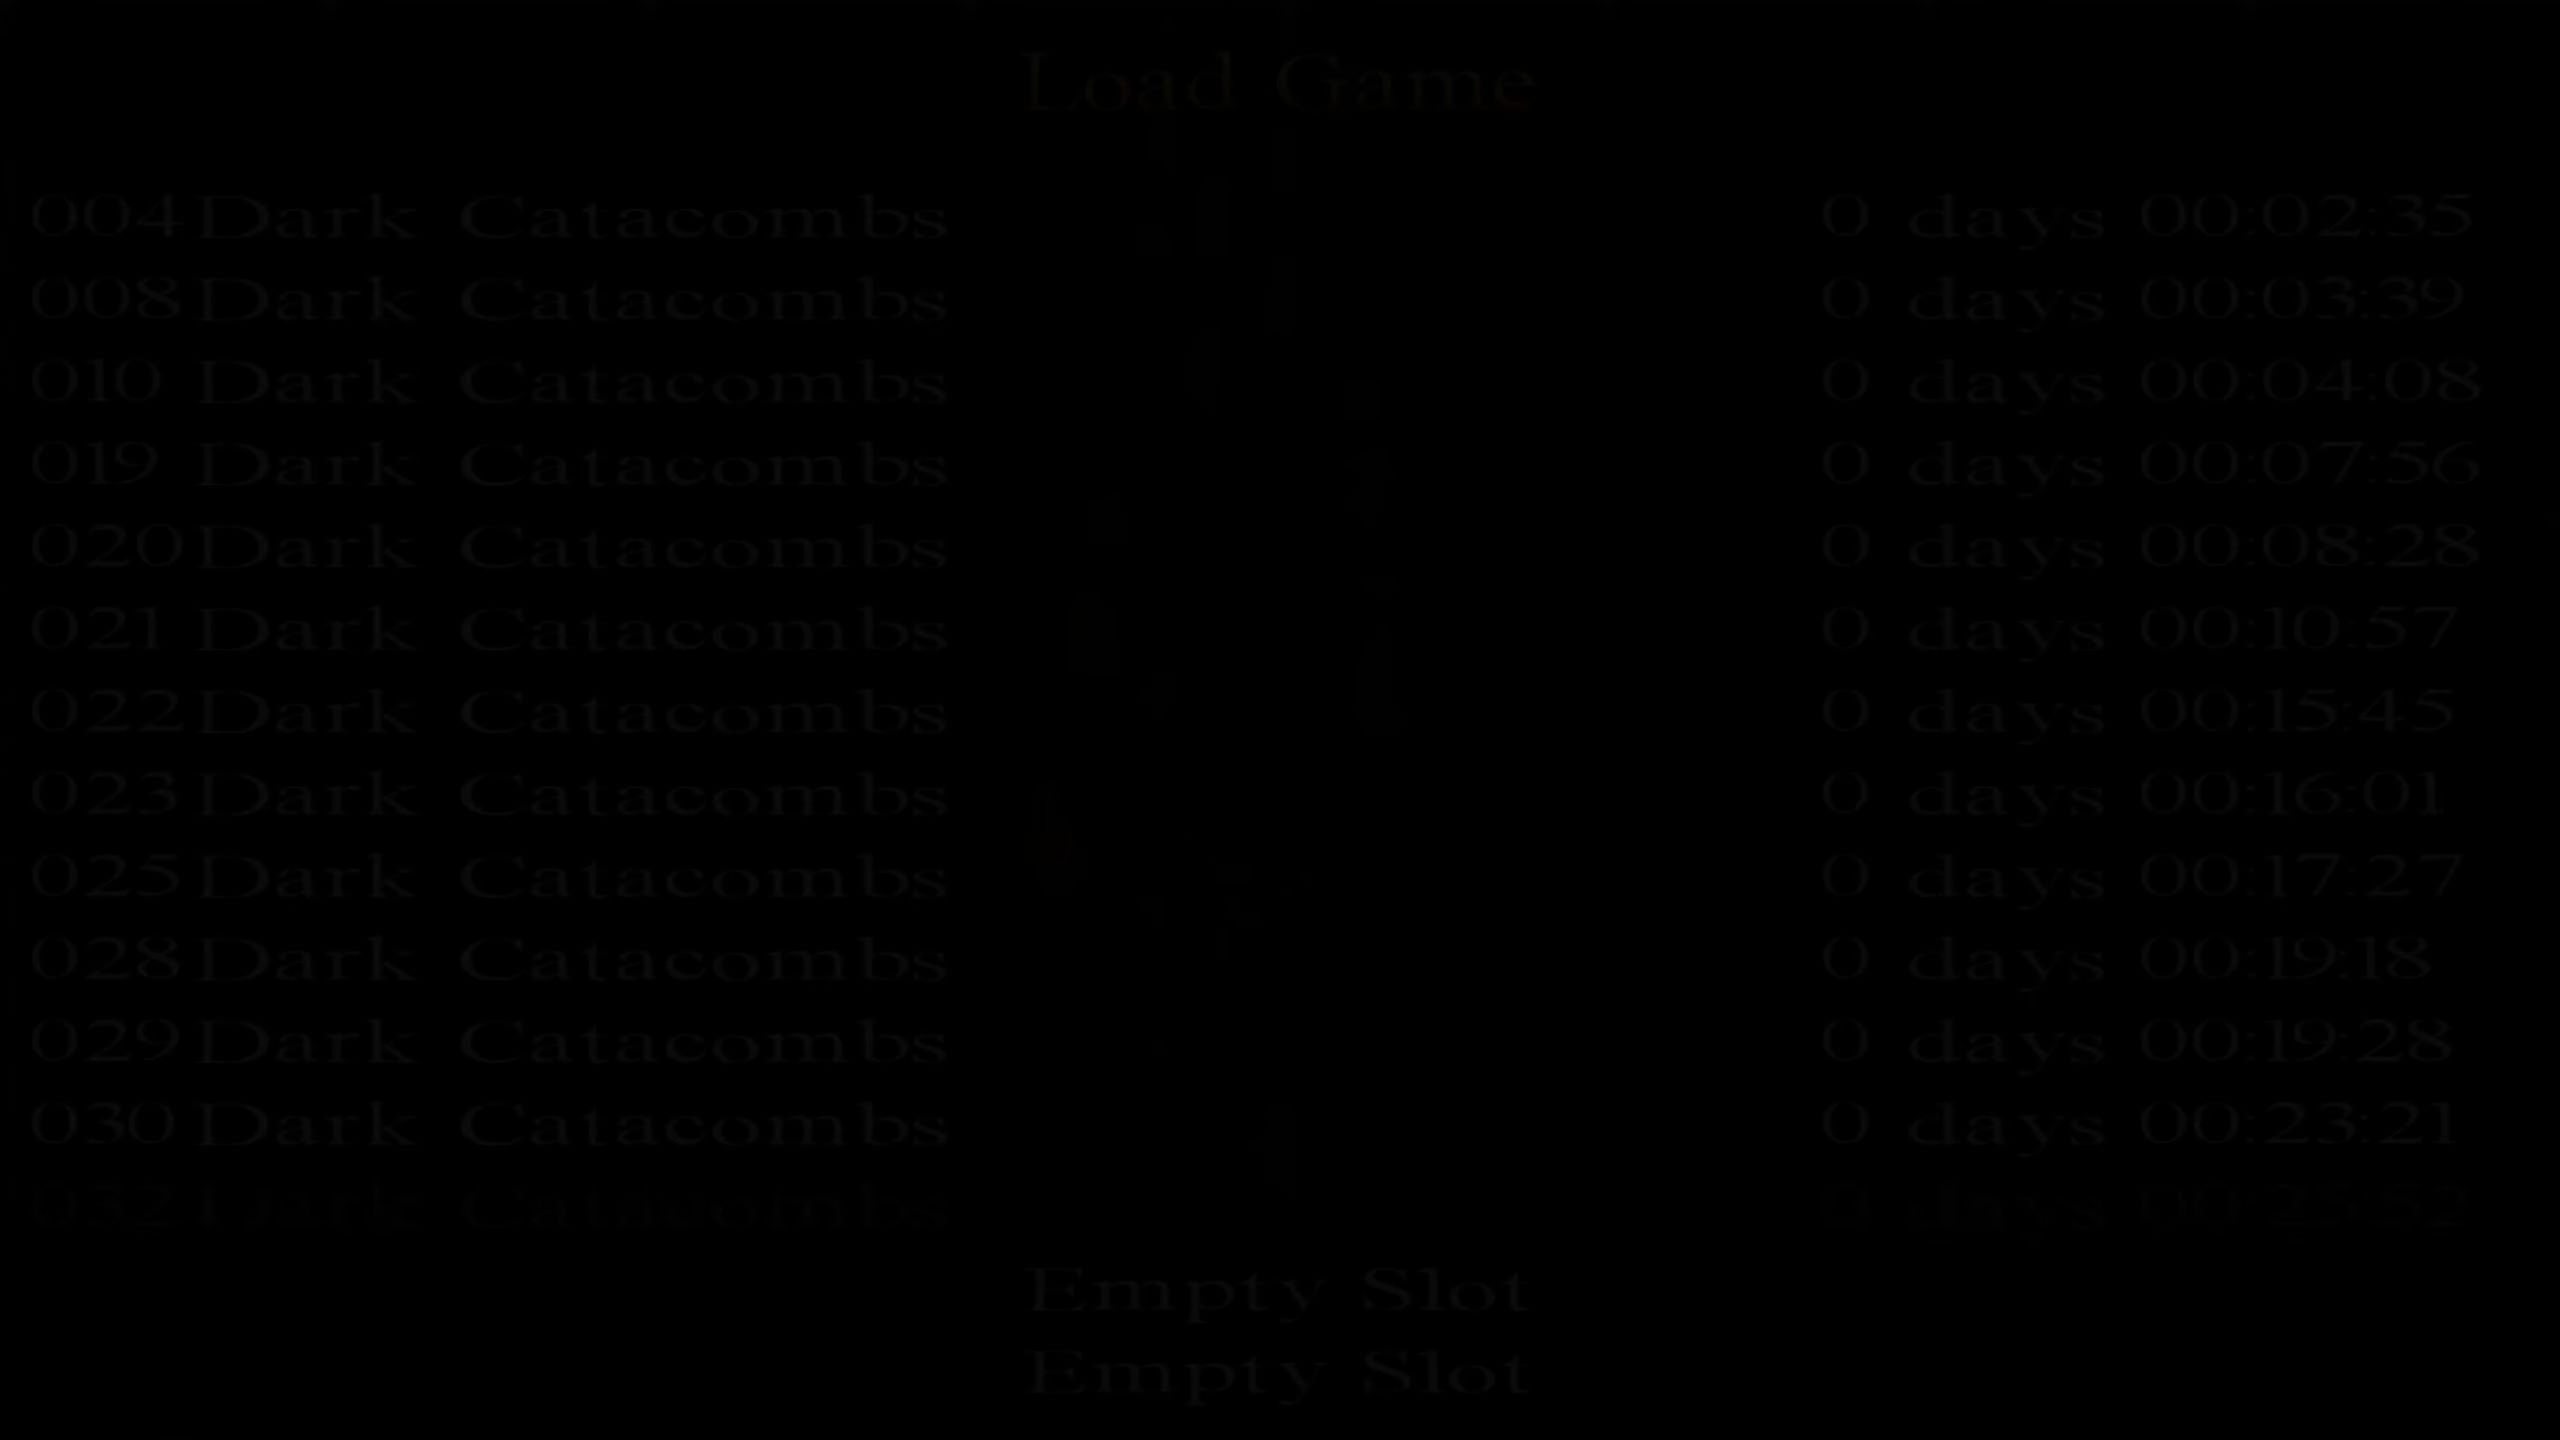 Load Game
004 Dark Catacombs 0 days 00:02:35
008 Dark Catacombs 0 days 00:03:39
010 Dark Catacombs 0 days 00:04:08
019 Dark Catacombs 0 days 00:07:56
020 Dark Catacombs 0 days 00:08:28
021 Dark Catacombs 0 days 00:10:57
022 Dark Catacombs 0 days 00:15:45
023 Dark Catacombs 0 days 00:16:01
025 Dark Catacombs 0 days 00:17:27
028 Dark Catacombs 0 days 00:19:18
029 Dark Catacombs 0 days 00:19:28
030 Dark Catacombs 0 days 00:23:21
032 Dark Catacombs 0 days
Empty Slot
Empty Slot